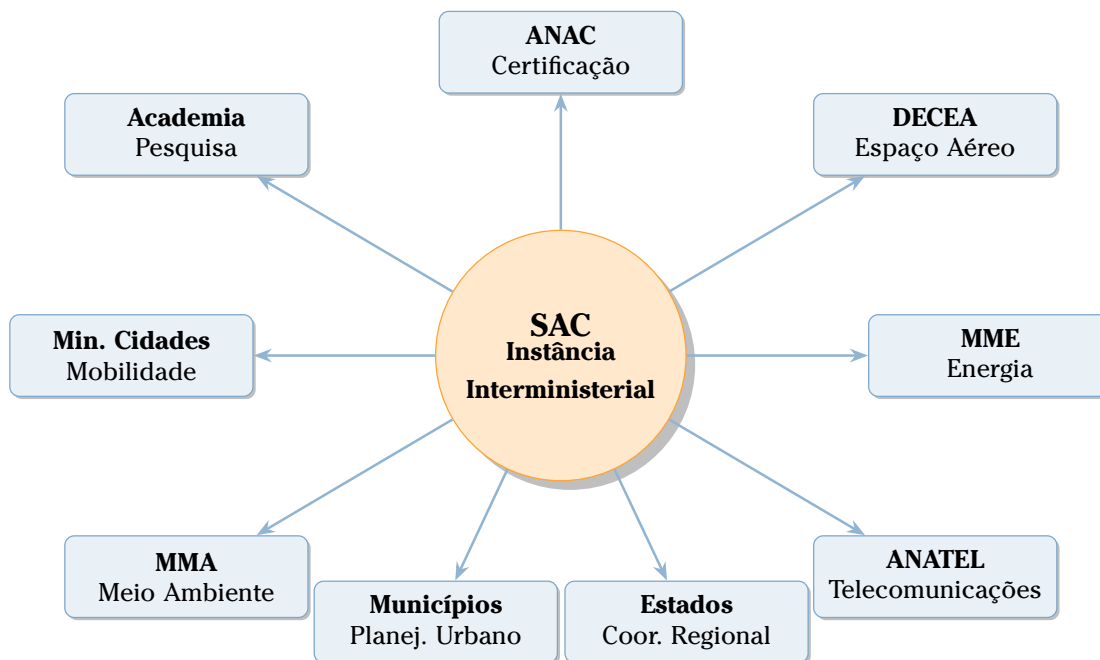 ANAC
Certificação
Academia
Pesquisa
DECEA
Espaço Aéreo
SAC
Instância
Interministerial
Min. Cidades
Mobilidade
MME
Energia
MMA
Meio Ambiente
Municípios
Planej. Urbano
Estados
Coor. Regional
ANATEL
Telecomunicações